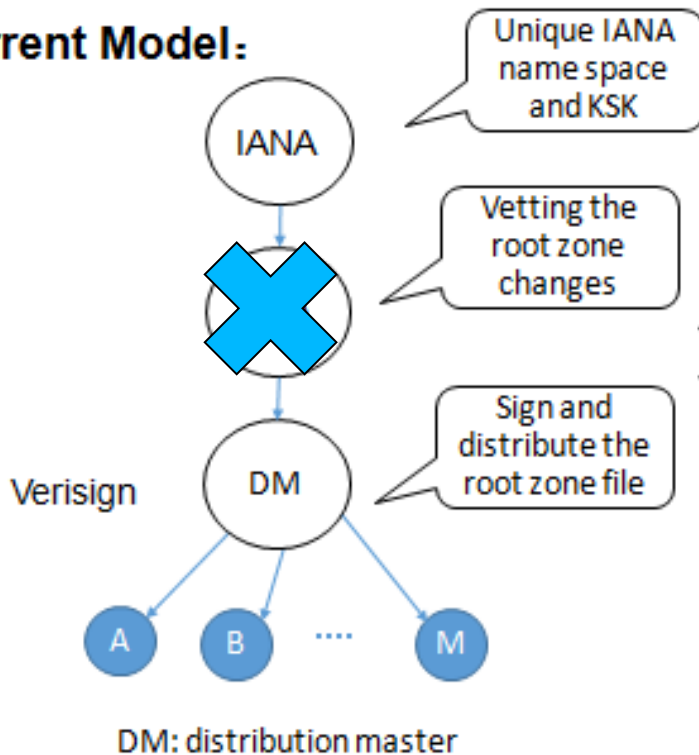 rrent Model:
Unique IANA
name space
and KSK
IANA
Vetting the
root zone
changes
Sign and
distribute the
root zone file
Verisign
DM
A
B
....
M
DM: distribution master